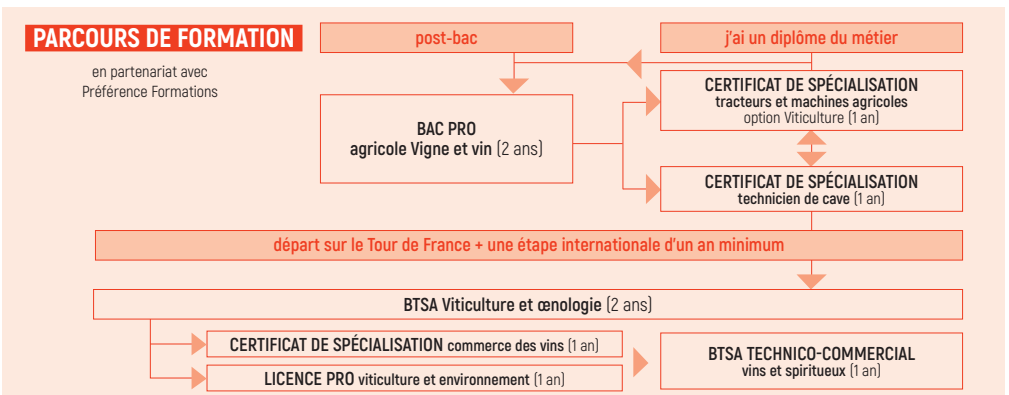 PARCOURS DE FORMATION
en partenariat avec
Préférence Formations
post-bac
j'ai un diplôme du métier
BAC PRO
agricole Vigne et vin (2 ans)
CERTIFICAT DE SPÉCIALISATION
tracteurs et machines agricoles
option Viticulture (1 an)
CERTIFICAT DE SPÉCIALISATION
technicien de cave (1 an)
départ sur le Tour de France + une étape internationale d'un an minimum
BTSA Viticulture et œnologie (2 ans)
CERTIFICAT DE SPÉCIALISATION commerce des vins (1 an)
LICENCE PRO viticulture et environnement (1 an)
BTSA TECHNICO-COMMERCIAL
vins et spiritueux (1 an)